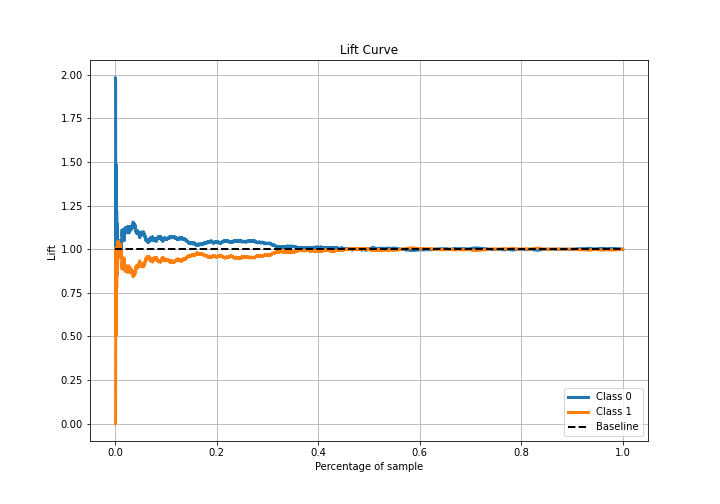 Lift Curve
Lift
2.00
1.75
1.50
1.25
1.00
0.75
0.50
0.25
0.00
0.0 0.2 0.4 0.6 0.8 1.0
Percentage of sample
Class 0
Class 1
Baseline